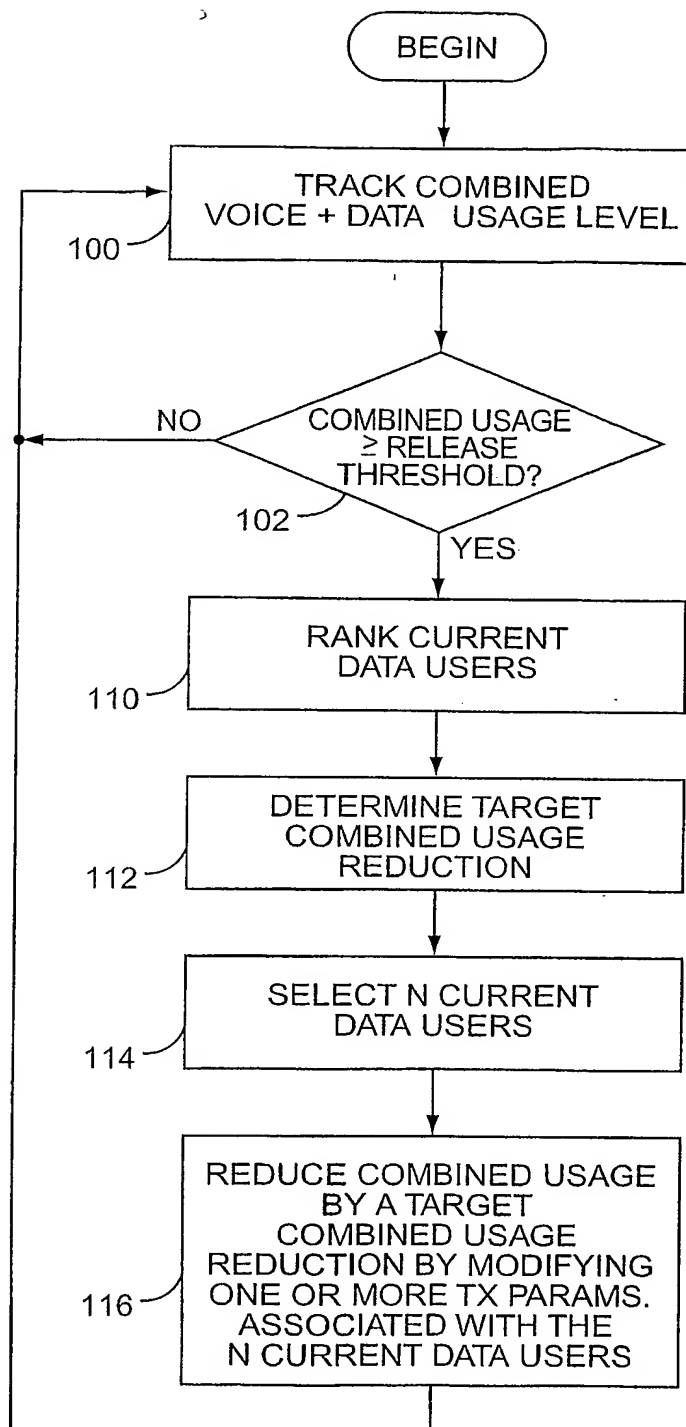 BEGIN
TRACK COMBINED
VOICE + DATA USAGE LEVEL
100
NO
COMBINED USAGE
≥ RELEASE
THRESHOLD?
102
YES
RANK CURRENT
DATA USERS
110
DETERMINE TARGET
COMBINED USAGE
REDUCTION
112
SELECT N CURRENT
DATA USERS
114
REDUCE COMBINED USAGE
BY A TARGET
COMBINED USAGE
REDUCTION BY MODIFYING
ONE OR MORE TX PARAMS.
ASSOCIATED WITH THE
N CURRENT DATA USERS
116